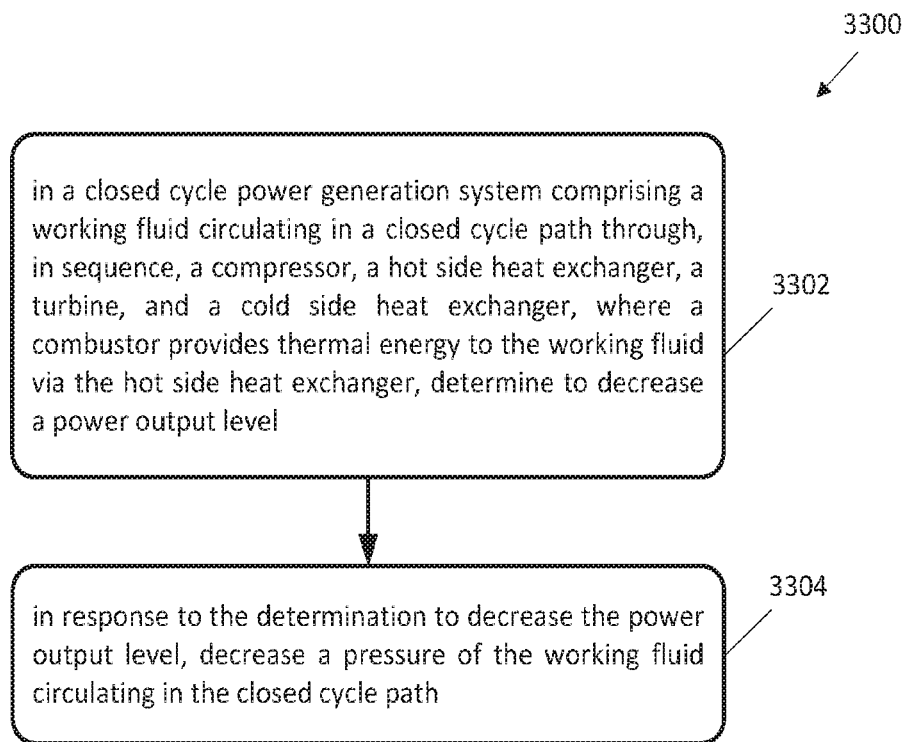 3300
in a closed cycle power generation system comprising a
working fluid circulating in a closed cycle path through,
in sequence, a compressor, a hot side heat exchanger, a
turbine, and a cold side heat exchanger, where a
combustor provides thermal energy to the working fluid
via the hot side heat exchanger, determine to decrease
a power output level
3302
in response to the determination to decrease the power
output level, decrease a pressure of the working fluid
circulating in the closed cycle path
3304